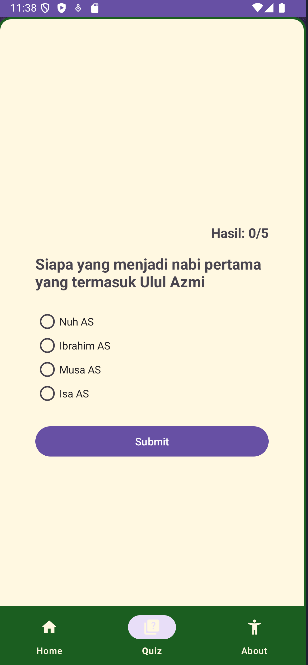 11:38
Hasil: 0/5
Siapa yang menjadi nabi pertama
yang termasuk Ulul Azmi
Nuh AS
Ibrahim AS
Musa AS
Isa AS
Submit
Home
Quiz
About